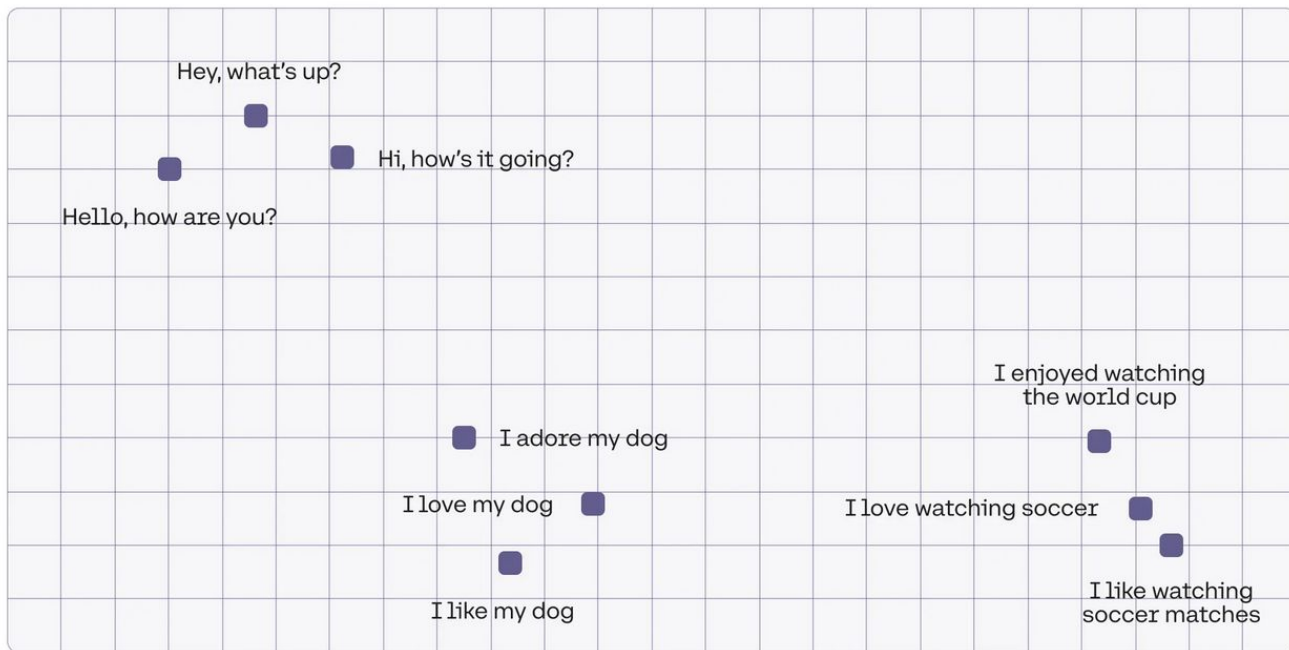 Hey, what's up?
Hi, how's it going?
Hello, how are you?
I enjoyed watching
the world cup
I adore my dog
I love my dog
I love watching soccer
I like my dog
I like watching
soccer matches